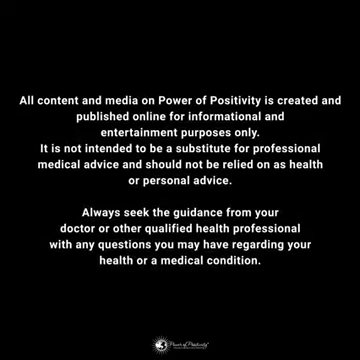 All content and media on Power of Positivity is created and
published online for informational and
entertainment purposes only.
It is not intended to be a substitute for professional
medical advice and should not be relied on as health
or personal advice.
Always seek the guidance from your
doctor or other qualified health professional
with any questions you may have regarding your
health or a medical condition.
Power of Positivity